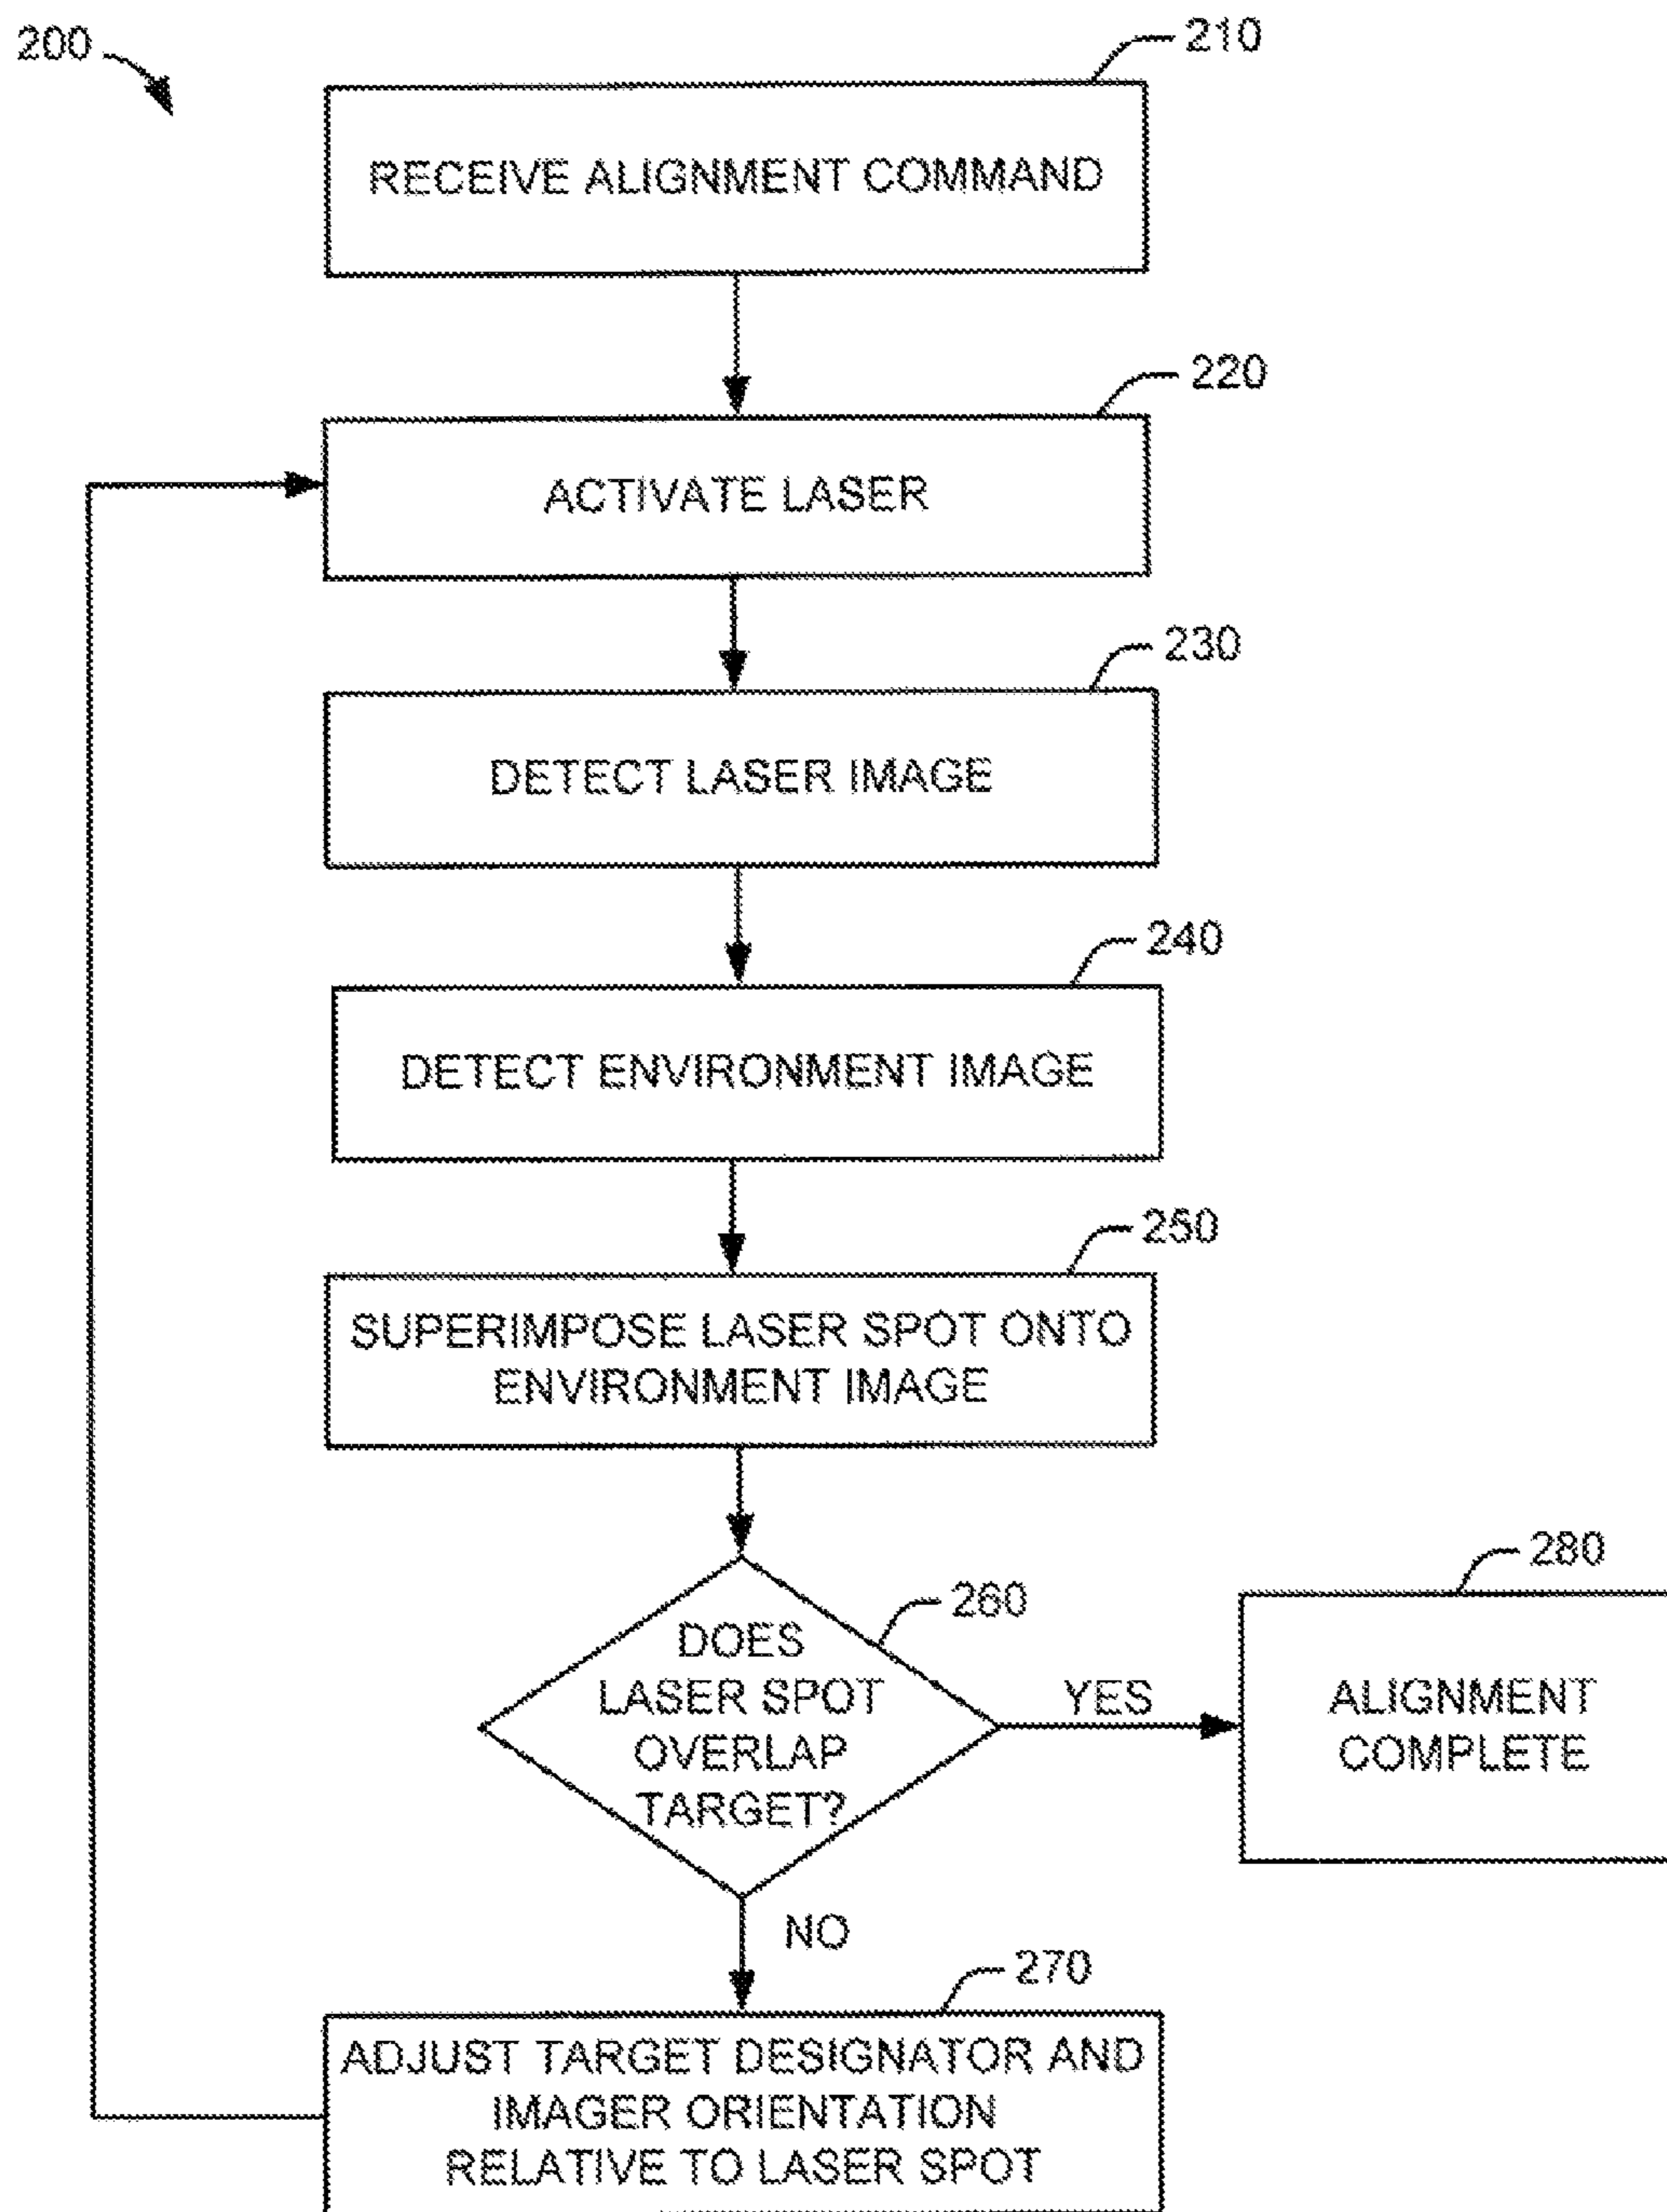 200
210
RECEIVE ALIGNMENT COMMAND
220
ACTIVATE LASER
230
DETECT LASER IMAGE
240
DETECT ENVIRONMENT IMAGE
250
SUPERIMPOSE LASER SPOT ONTO
ENVIRONMENT IMAGE
260
DOES
LASER SPOT
OVERLAP
TARGET?
YES
280
ALIGNMENT
COMPLETE
NO
270
ADJUST TARGET DESIGNATOR AND
IMAGER ORIENTATION
RELATIVE TO LASER SPOT